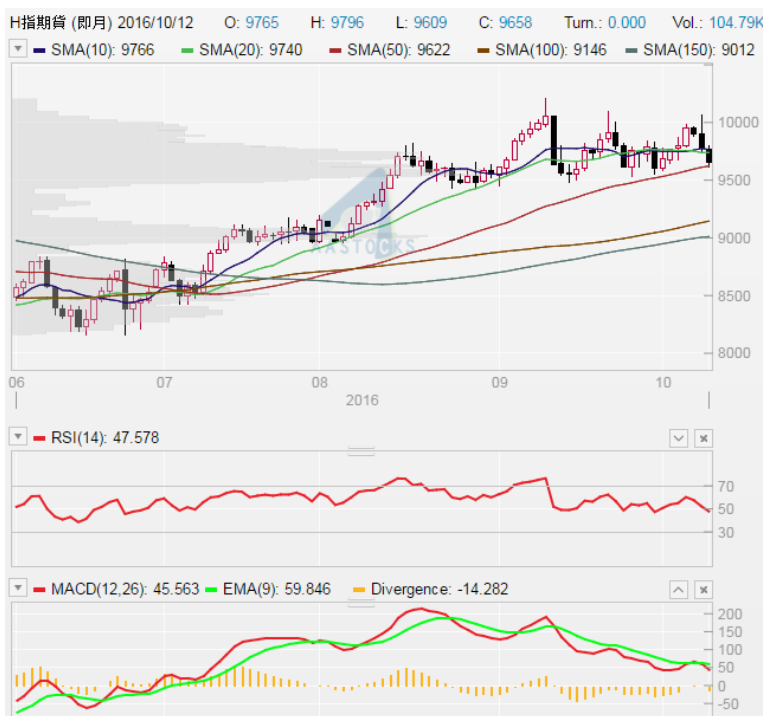 H指期貨 (即月) 2016/10/12 O: 9765 H: 9796 L: 9609 C: 9658 Turn.: 0.000 Vol.: 104.79K
SMA(10): 9766 SMA(20): 9740 SMA(50): 9622 SMA(100): 9146 SMA(150): 9012
10000
9500
9000
AASTOCKS
8500
8000
06 07 08 09 10
2016
RSI(14): 47.578
70
50
30
MACD(12,26): 45.563 EMA(9): 59.846 Divergence: -14.282
200
150
100
50
0
-50